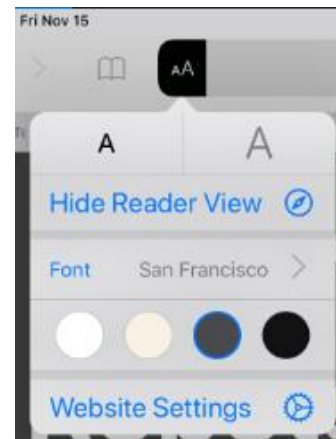 Fri Nov 15
AA
A A
Hide Reader View
Font San Francisco
Website Settings